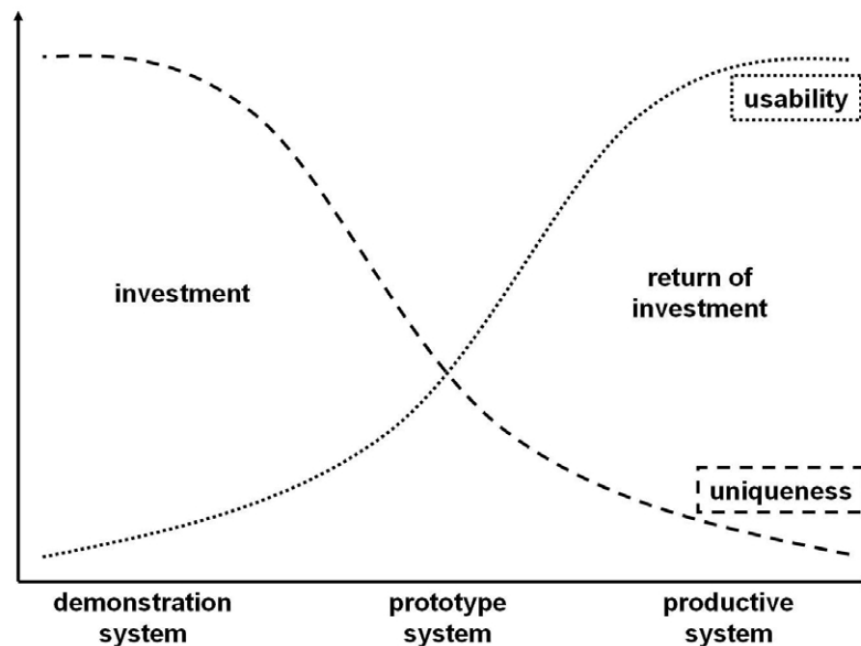 usability
investment
return of
investment
uniqueness
demonstration
system
prototype
system
productive
system